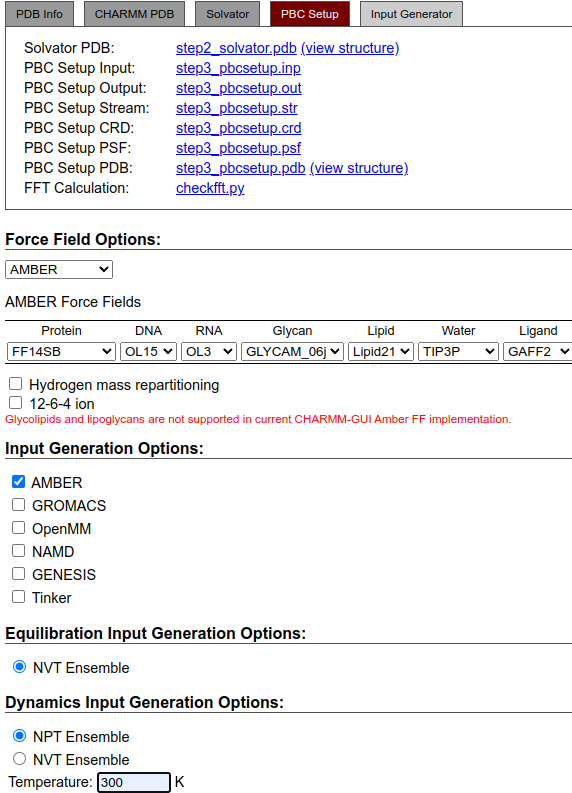 PDB Info CHARMM PDB Solvator PBC Setup Input Generator
Solvator PDB: step2_solvator.pdb (view structure)
PBC Setup Input: step3_pbcsetup.inp
PBC Setup Output: step3_pbcsetup.out
PBC Setup Stream: step3_pbcsetup.str
PBC Setup CRD: step3_pbcsetup.crd
PBC Setup PSF: step3_pbcsetup.psf
PBC Setup PDB: step3_pbcsetup.pdb (view structure)
FFT Calculation: checkfft.py
Force Field Options:
AMBER
AMBER Force Fields
Protein DNA RNA Glycan Lipid Water Ligand
FF14SB OL15 OL3 GLYCAM_06j Lipid21 TIP3P GAFF2
Hydrogen mass repartitioning
12-6-4 ion
Glycolipids and lipoglycans are not supported in current CHARMM-GUI Amber FF implementation.
Input Generation Options:
AMBER
GROMACS
OpenMM
NAMD
GENESIS
Tinker
Equilibration Input Generation Options:
NVT Ensemble
Dynamics Input Generation Options:
NPT Ensemble
NVT Ensemble
Temperature: 300 K